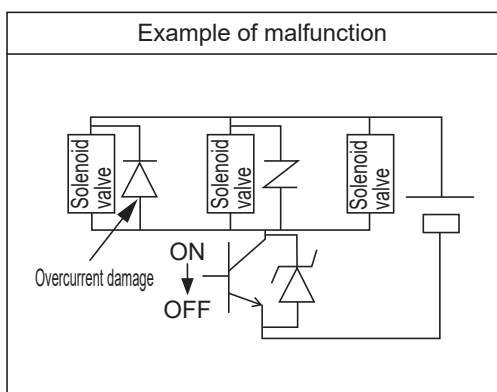 Example of malfunction
Solenoid
valve
Solenoid
valve
Solenoid
valve
Overcurrent damage
ON
OFF